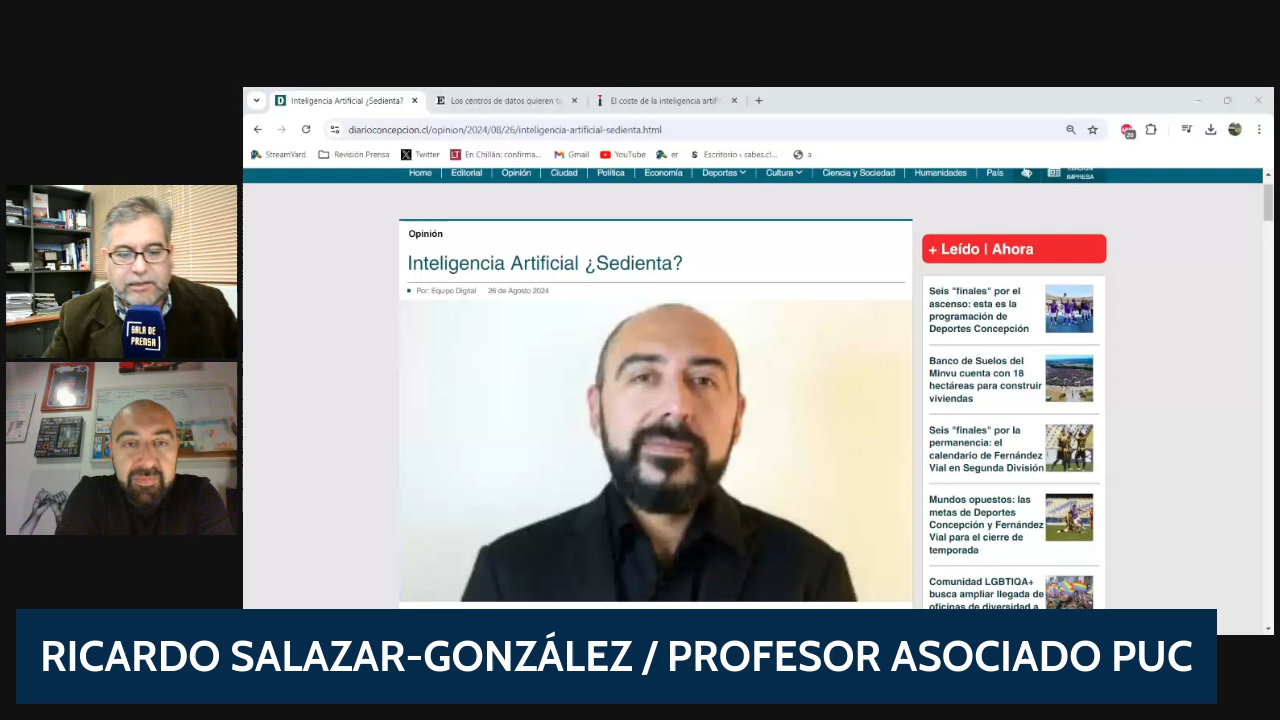 Inteligencia Artificial ¿Sedienta?
Los centros de datos quieren t
El coste de la inteligencia artif
diarioconcepcion.cl/opinion/2024/08/26/inteligencia-artificial-sedienta.html
StreamYard
Revisión Prensa
Twitter
En Chillán: confirma...
Gmail
YouTube
er
Escritorio ‹ sabes.cl...
a
Home
Editorial
Opinión
Ciudad
Política
Economía
Deportes
Cultura
Ciencia y Sociedad
Humanidades
País
IMPRESA
Opinión
Inteligencia Artificial ¿Sedienta?
Por: Equipo Digital 26 de Agosto 2024
+ Leído | Ahora
Seis "finales" por el
ascenso: esta es la
programación de
Deportes Concepción
Banco de Suelos del
Minvu cuenta con 18
hectáreas para construir
viviendas
Seis "finales" por la
permanencia: el
calendario de Fernández
Vial en Segunda División
Mundos opuestos: las
metas de Deportes
Concepción y Fernández
Vial para el cierre de
temporada
Comunidad LGBTIQA+
busca ampliar llegada de
oficinas de diversidad a
SALA DE
PRENSA
RICARDO SALAZAR-GONZÁLEZ / PROFESOR ASOCIADO PUC